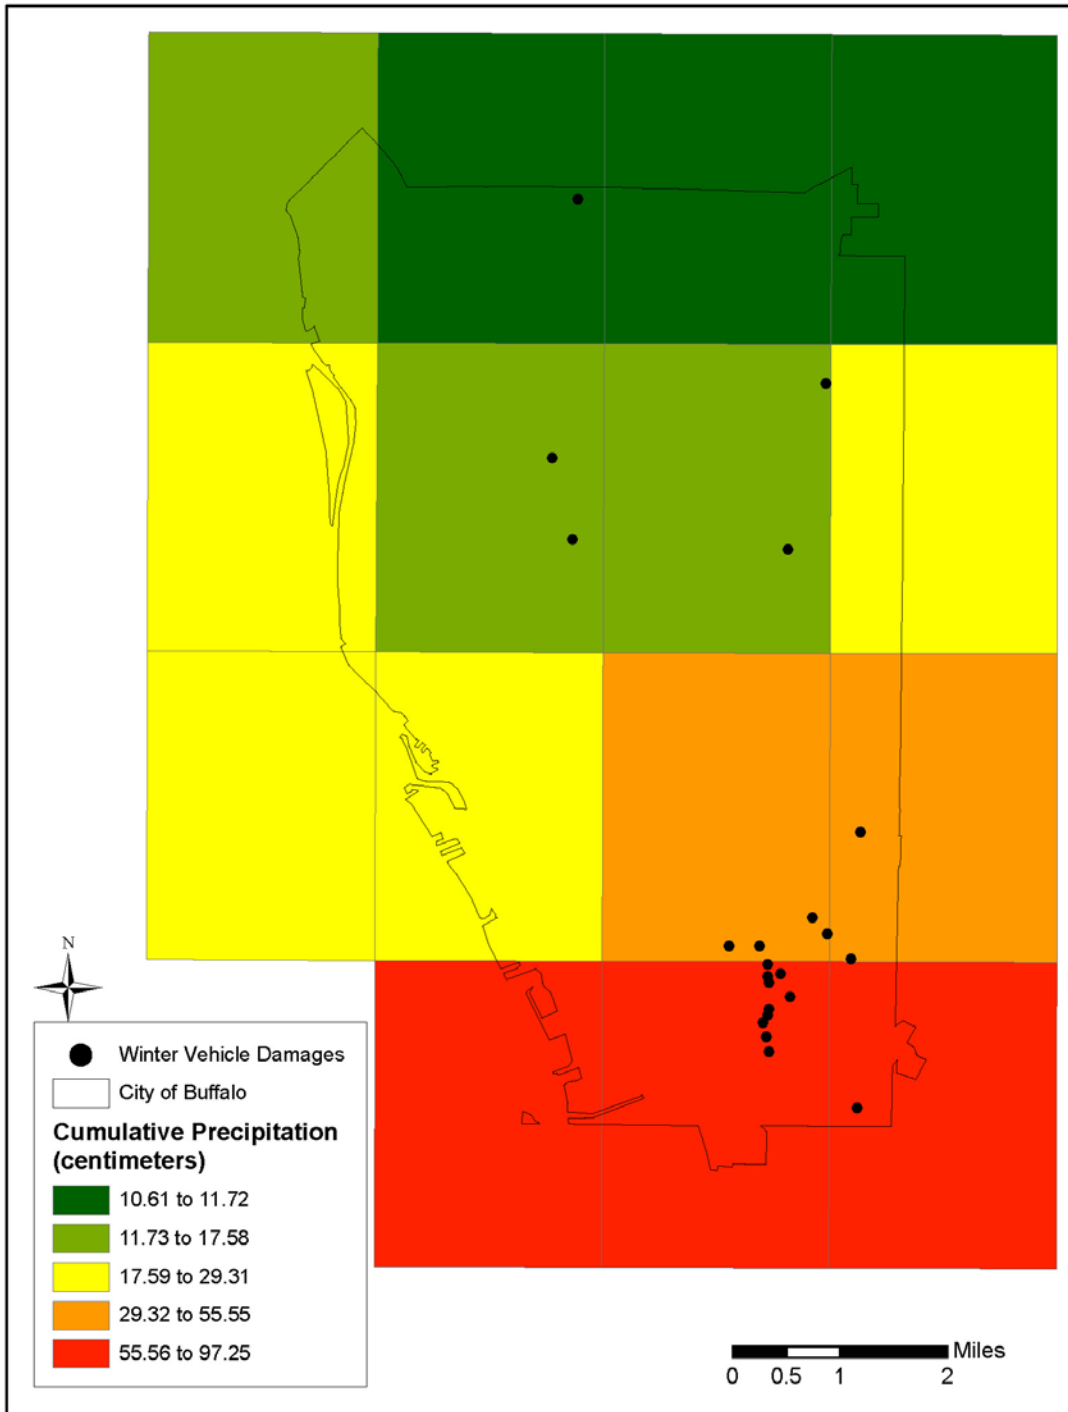 N
Winter Vehicle Damages
City of Buffalo
Cumulative Precipitation
(centimeters)
10.61 to 11.72
11.73 to 17.58
17.59 to 29.31
29.32 to 55.55
55.56 to 97.25
Miles
0 0.5 1 2